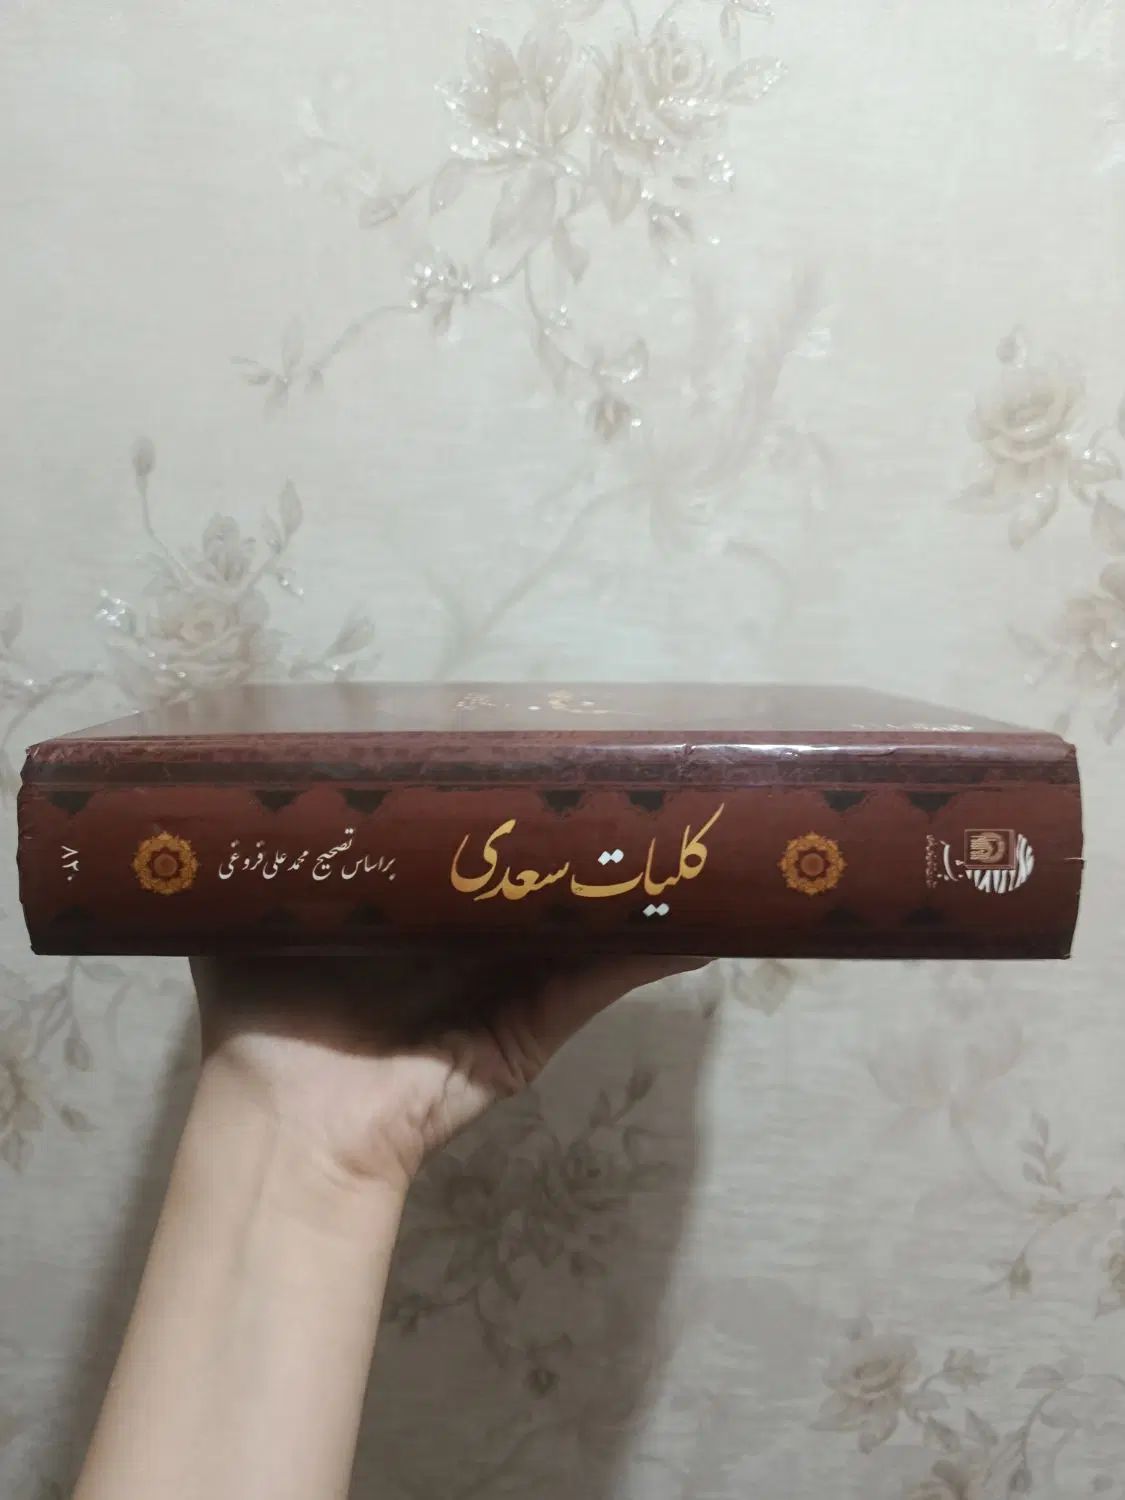 کلیات سعدی
براساس تصحیح محمدعلی فروغی